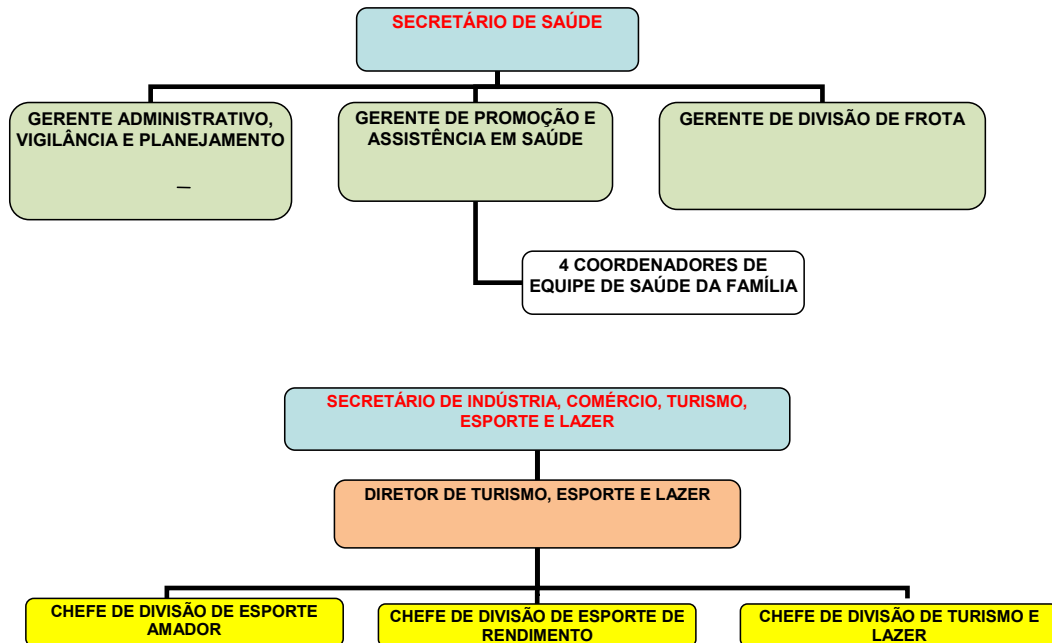 SECRETÁRIO DE SAÚDE
GERENTE ADMINISTRATIVO,
VIGILÂNCIA E PLANEJAMENTO
_
GERENTE DE PROMOÇÃO E
ASSISTÊNCIA EM SAÚDE
GERENTE DE DIVISÃO DE FROTA
4 COORDENADORES DE
EQUIPE DE SAÚDE DA FAMÍLIA
SECRETÁRIO DE INDÚSTRIA, COMÉRCIO, TURISMO,
ESPORTE E LAZER
DIRETOR DE TURISMO, ESPORTE E LAZER
CHEFE DE DIVISÃO DE ESPORTE
AMADOR
CHEFE DE DIVISÃO DE ESPORTE DE
RENDIMENTO
CHEFE DE DIVISÃO DE TURISMO E
LAZER